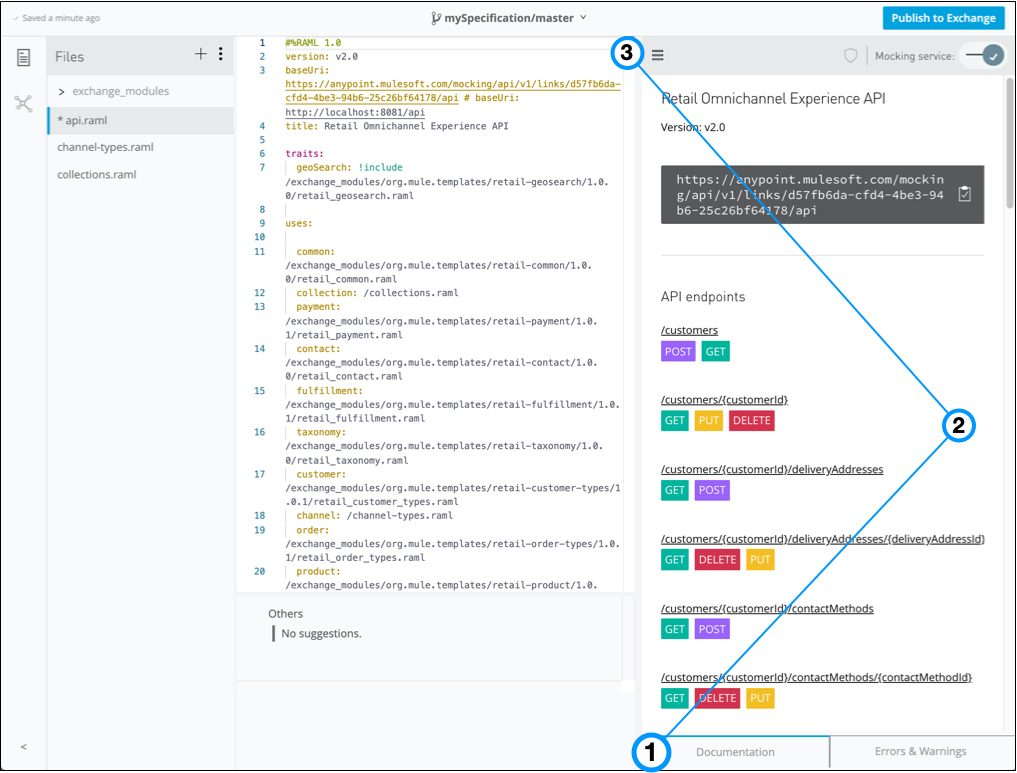 ✓ Saved a minute ago
mySpecification/master
Publish to Exchange
Files
exchange_modules
* api.raml
channel-types.raml
collections.raml
1 #%RAML 1.0
2 version: v2.0
3 baseUri:
https://anypoint.mulesoft.com/mocking/api/v1/links/d57fb6da-
cfd4-4be3-94b6-25c26bf64178/api # baseUri:
http://localhost:8081/api
4 title: Retail Omnichannel Experience API
5
6 traits:
7 geoSearch: !include
/exchange_modules/org.mule.templates/retail-geosearch/1.0.
0/retail_geosearch.raml
8
9 uses:
10
11 common:
/exchange_modules/org.mule.templates/retail-common/1.0.
0/retail_common.raml
12 collection: /collections.raml
13 payment:
/exchange_modules/org.mule.templates/retail-payment/1.0.
1/retail_payment.raml
14 contact:
/exchange_modules/org.mule.templates/retail-contact/1.0.
0/retail_contact.raml
15 fulfillment:
/exchange_modules/org.mule.templates/retail-fulfillment/1.0.
1/retail_fulfillment.raml
16 taxonomy:
/exchange_modules/org.mule.templates/retail-taxonomy/1.0.
0/retail_taxonomy.raml
17 customer:
/exchange_modules/org.mule.templates/retail-customer-types/1
.0.1/retail_customer_types.raml
18 channel: /channel-types.raml
19 order:
/exchange_modules/org.mule.templates/retail-order-types/1.0.
1/retail_order_types.raml
20 product:
/exchange_modules/org.mule.templates/retail-product/1.0.
Others
No suggestions.
3
Mocking service:
Retail Omnichannel Experience API
Version: v2.0
https://anypoint.mulesoft.com/mockin
g/api/v1/links/d57fb6da-cfd4-4be3-94
b6-25c26bf64178/api
API endpoints
/customers
POST GET
/customers/{customerId}
GET PUT DELETE
2
/customers/{customerId}/deliveryAddresses
GET POST
/customers/{customerId}/deliveryAddresses/{deliveryAddressId}
GET DELETE PUT
/customers/{customerId}/contactMethods
GET POST
/customers/{customerId}/contactMethods/{contactMethodId}
GET DELETE PUT
1
Documentation
Errors & Warnings